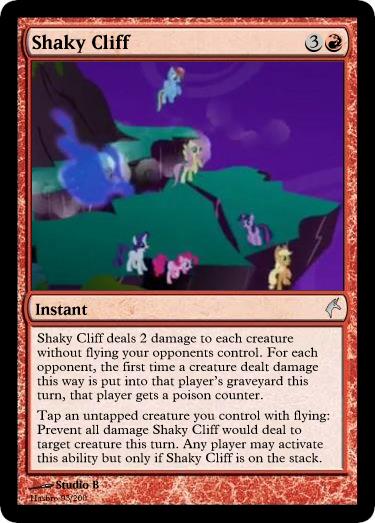 Shaky Cliff
3
Instant
Shaky Cliff deals 2 damage to each creature
without flying your opponents control. For each
opponent, the first time a creature dealt damage
this way is put into that player's graveyard this
turn, that player gets a poison counter.
Tap an untapped creature you control with flying:
Prevent all damage Shaky Cliff would deal to
target creature this turn. Any player may activate
this ability but only if Shaky Cliff is on the stack.
Studio B
Hasbro 93/200